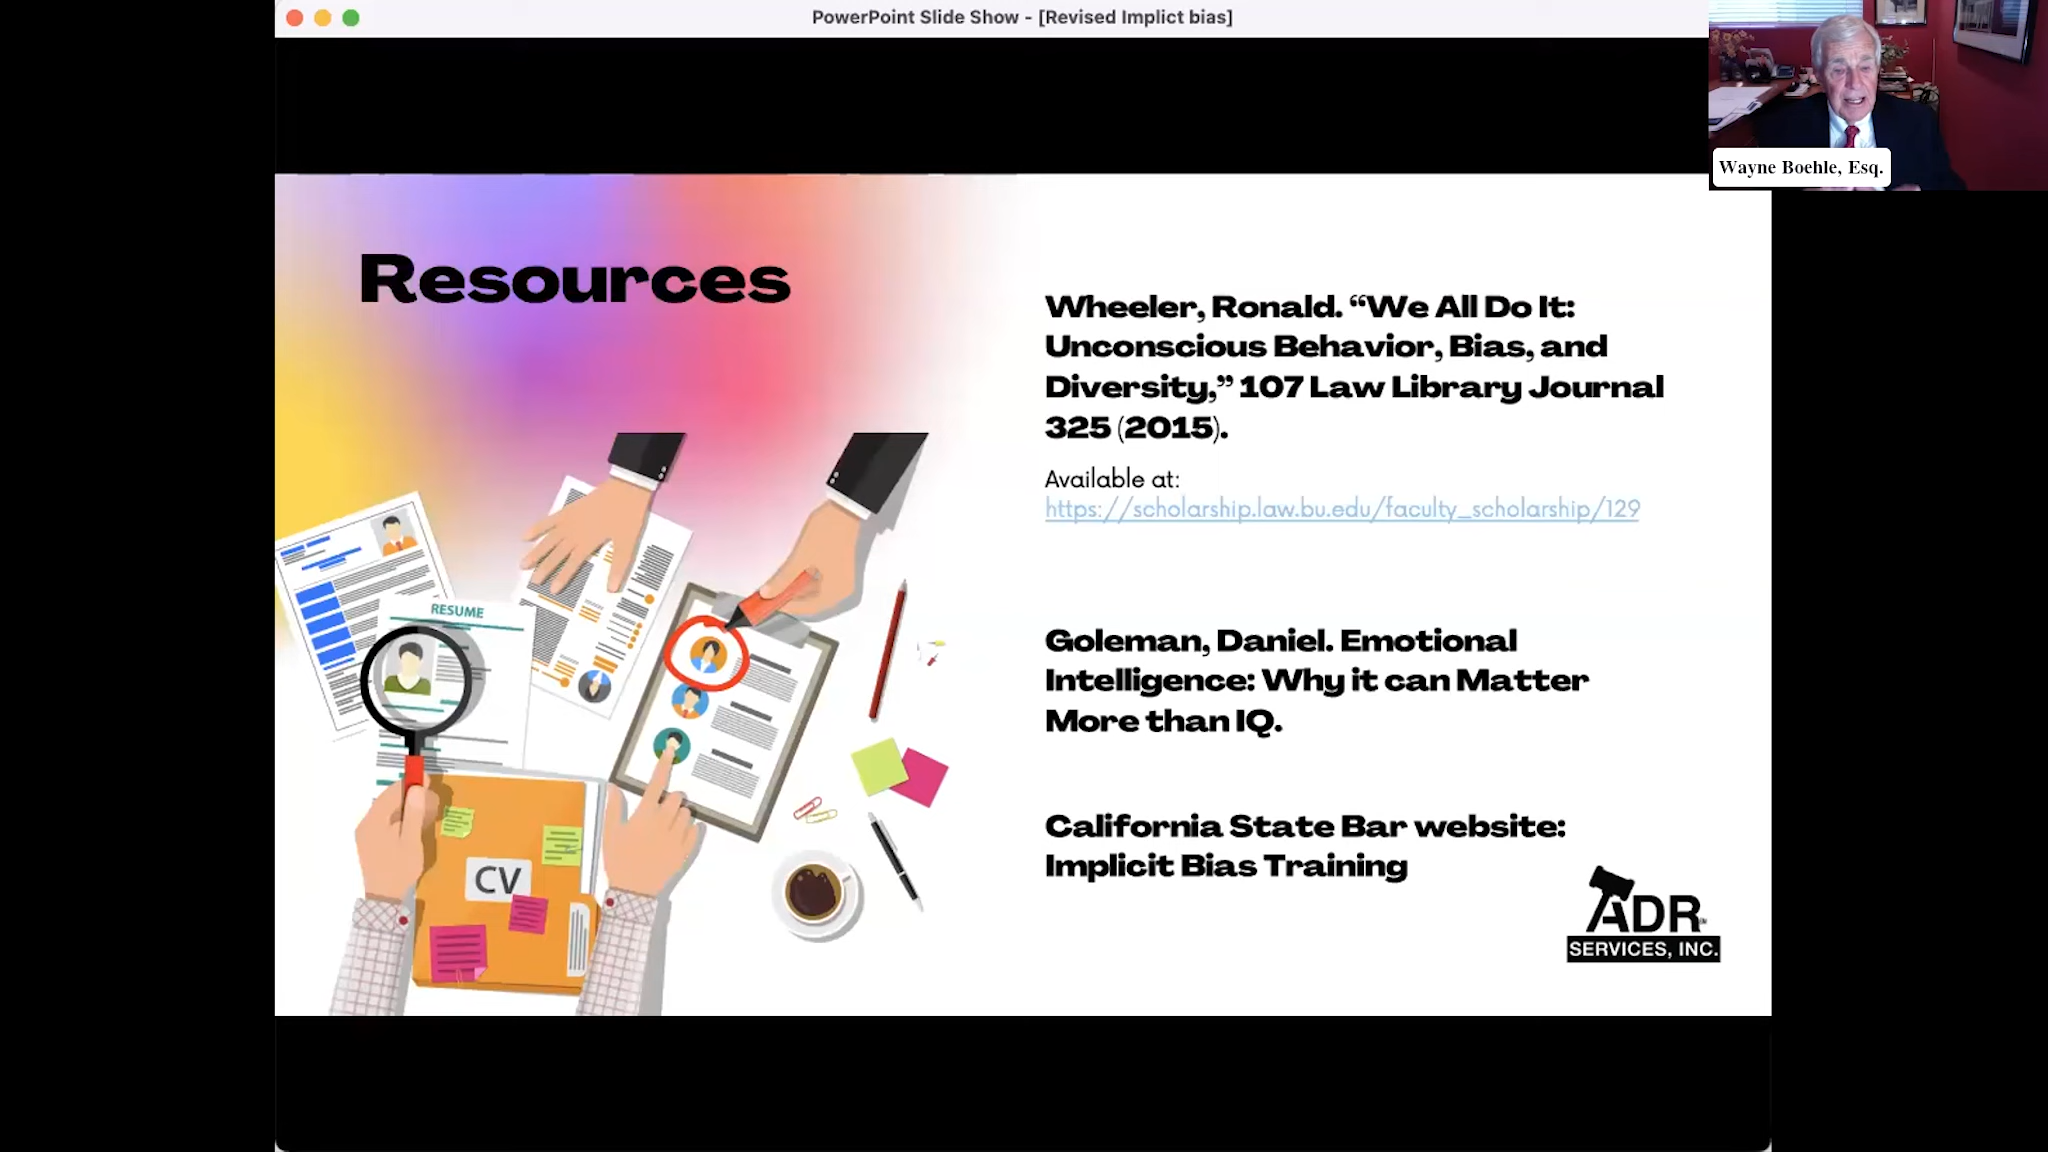 PowerPoint Slide Show - [Revised Implict bias]
Wayne Boehle, Esq.
Resources
Wheeler, Ronald. “We All Do It:
Unconscious Behavior, Bias, and
Diversity,” 107 Law Library Journal
325 (2015).
Available at:
https://scholarship.law.bu.edu/faculty_scholarship/129
Goleman, Daniel. Emotional
Intelligence: Why it can Matter
More than IQ.
California State Bar website:
Implicit Bias Training
RESUME
CV
ADR
SERVICES, INC.